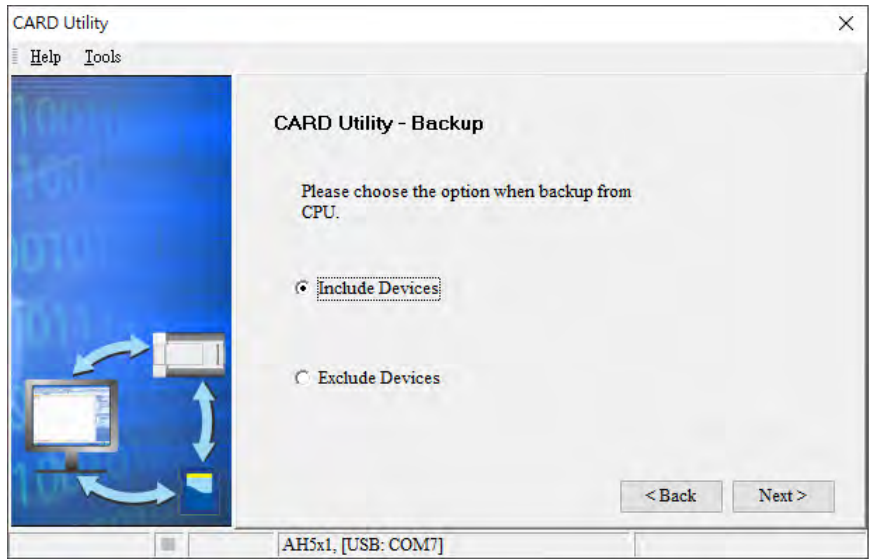 CARD Utility
Help Tools
CARD Utility - Backup
Please choose the option when backup from
CPU.
Include Devices
Exclude Devices
< Back Next >
AH5x1, [USB: COM7]